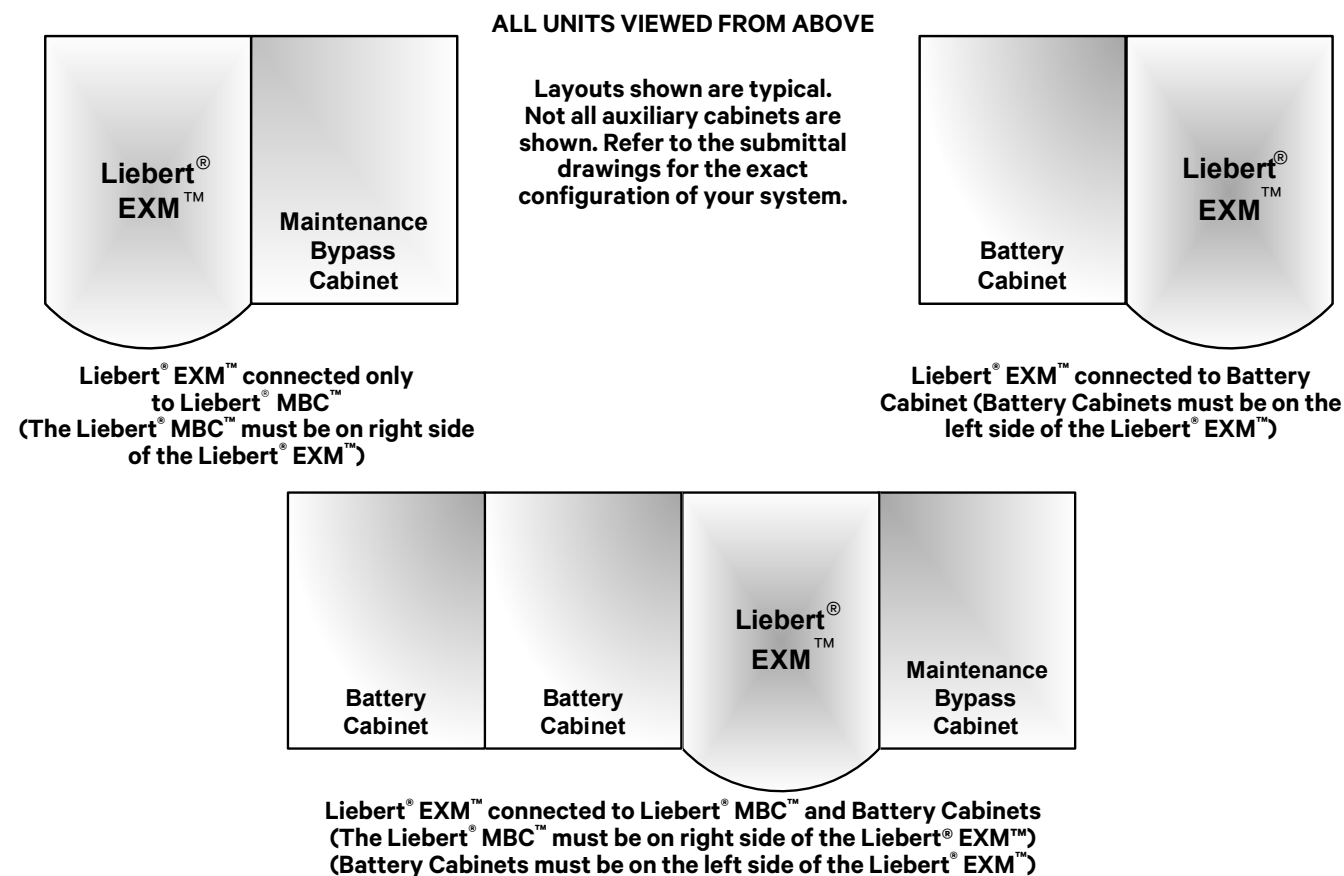 ALL UNITS VIEWED FROM ABOVE
Layouts shown are typical.
Not all auxiliary cabinets are
shown. Refer to the submittal
drawings for the exact
configuration of your system.
Liebert®
EXM™
Maintenance
Bypass
Cabinet
Liebert® EXM™ connected only
to Liebert® MBC™
(The Liebert® MBC™ must be on right side
of the Liebert® EXM™)
Battery
Cabinet
Liebert®
EXM™
Liebert® EXM™ connected to Battery
Cabinet (Battery Cabinets must be on the
left side of the Liebert® EXM™)
Battery
Cabinet
Battery
Cabinet
Liebert®
EXM™
Maintenance
Bypass
Cabinet
Liebert® EXM™ connected to Liebert® MBC™ and Battery Cabinets
(The Liebert® MBC™ must be on right side of the Liebert® EXM™)
(Battery Cabinets must be on the left side of the Liebert® EXM™)